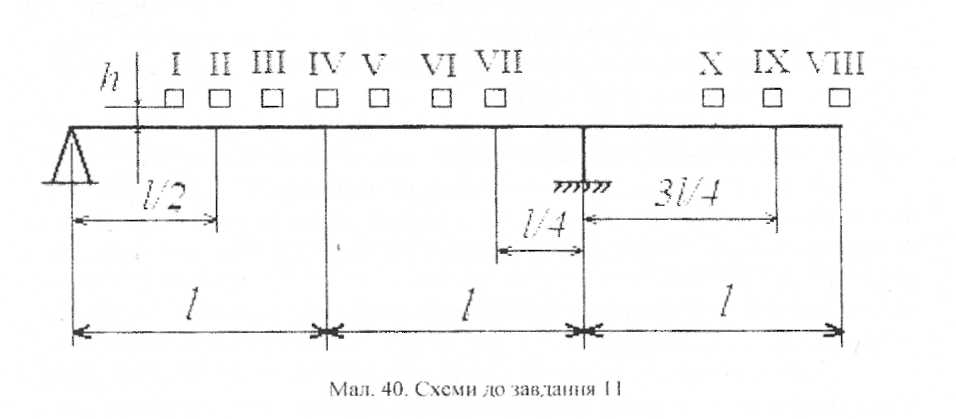 I II III IV V VI VII X IX VIII
h
l/2 l/4 3l/4
l l l
Мал. 40. Схеми до завдання 11